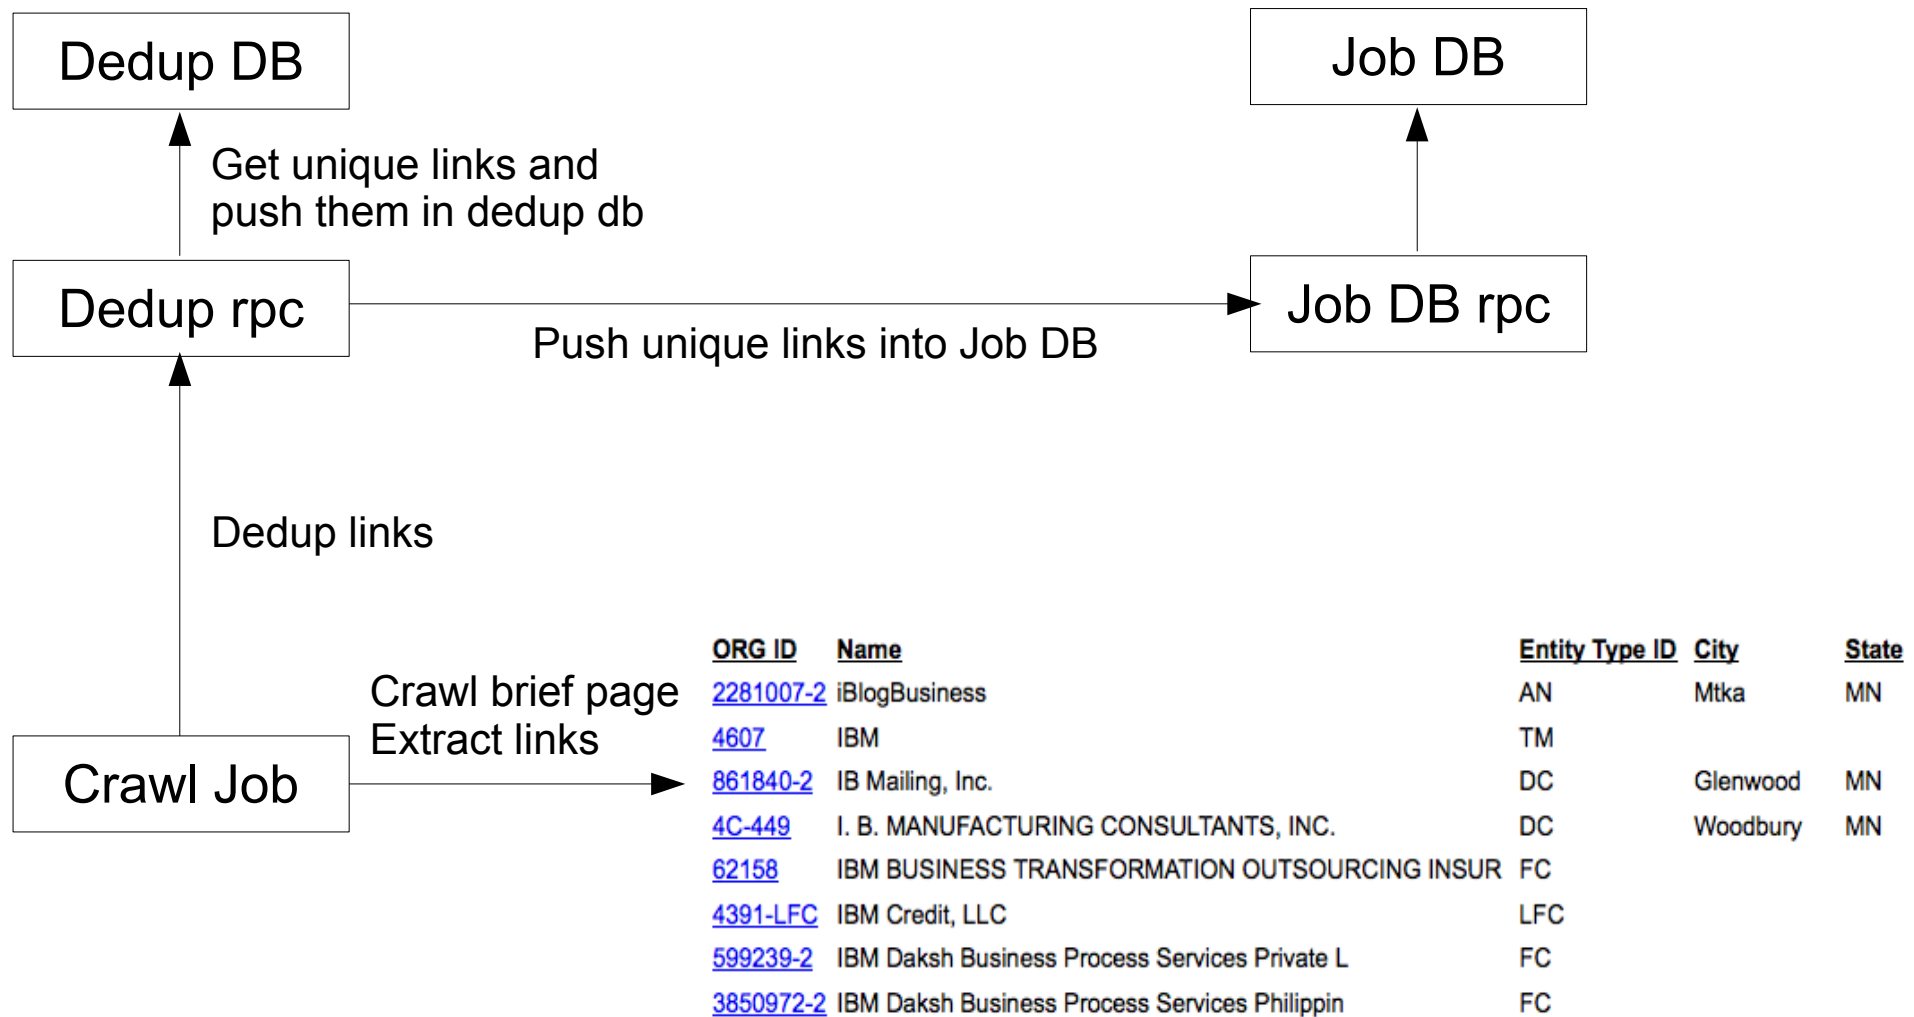 Dedup DB
Job DB
Get unique links and
push them in dedup db
Dedup rpc
Job DB rpc
Push unique links into Job DB
Dedup links
Crawl brief page
Extract links
Crawl Job
ORG ID Name Entity Type ID City State
2281007-2 iBlogBusiness AN Mtka MN
4607 IBM TM
861840-2 IB Mailing, Inc. DC Glenwood MN
4C-449 I. B. MANUFACTURING CONSULTANTS, INC. DC Woodbury MN
62158 IBM BUSINESS TRANSFORMATION OUTSOURCING INSUR FC
4391-LFC IBM Credit, LLC LFC
599239-2 IBM Daksh Business Process Services Private L FC
3850972-2 IBM Daksh Business Process Services Philippin FC